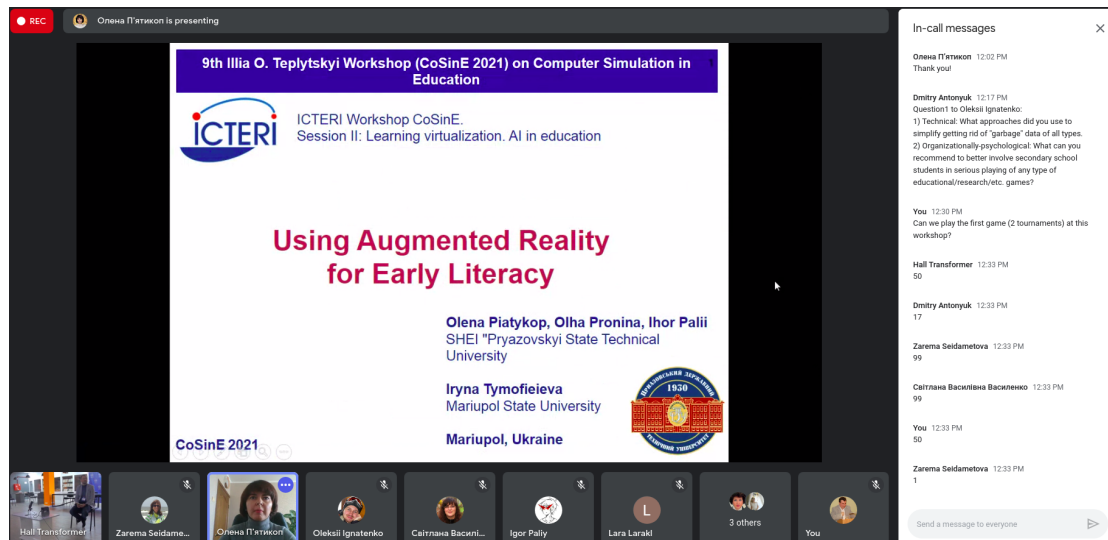 REC
Олена П'ятикоп is presenting
9th Illia O. Teplytskyi Workshop (CoSinE 2021) on Computer Simulation in
Education
1
ICTERI
ICTERI Workshop CoSinE.
Session II: Learning virtualization. AI in education
Using Augmented Reality
for Early Literacy
Olena Piatykop, Olha Pronina, Ihor Palii
SHEI "Pryazovskyi State Technical
University
Iryna Tymofieieva
Mariupol State University
Mariupol, Ukraine
ПРИАЗОВСЬКИЙ ДЕРЖАВНИЙ
1930
ТЕХНІЧНИЙ УНІВЕРСИТЕТ
CoSinE 2021
Hall Transformer
Zarema Seidame...
Олена П'ятикоп
Oleksii Ignatenko
Світлана Василі...
Igor Paliy
L
Lara Larakl
3 others
You
In-call messages
Олена П'ятикоп 12:02 PM
Thank you!
Dmitry Antonyuk 12:17 PM
Question1 to Oleksii Ignatenko:
1) Technical: What approaches did you use to
simplify getting rid of "garbage" data of all types.
2) Organizationally-psychological: What can you
recommend to better involve secondary school
students in serious playing of any type of
educational/research/etc. games?
You 12:30 PM
Can we play the first game (2 tournaments) at this
workshop?
Hall Transformer 12:33 PM
50
Dmitry Antonyuk 12:33 PM
17
Zarema Seidametova 12:33 PM
99
Світлана Василівна Василенко 12:33 PM
99
You 12:33 PM
50
Zarema Seidametova 12:33 PM
1
Send a message to everyone